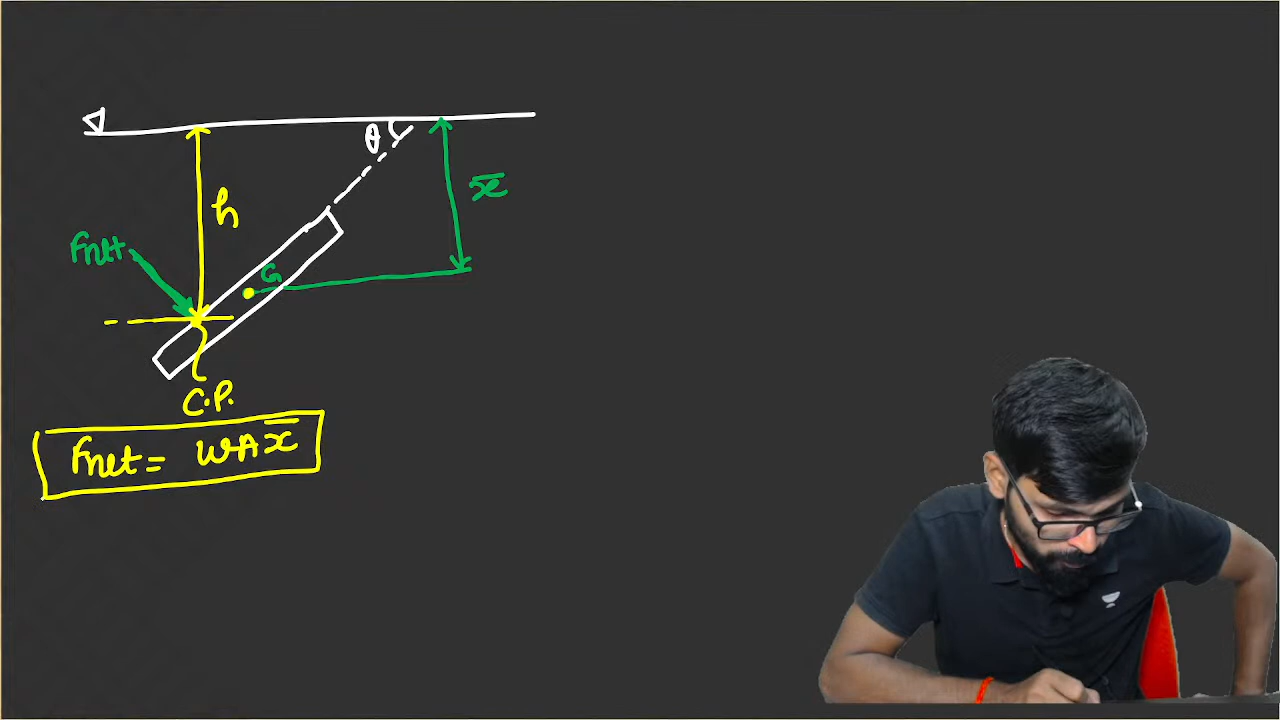 θ
h
x̄
Fnet
G
C.P.
Fnet = WAx̄